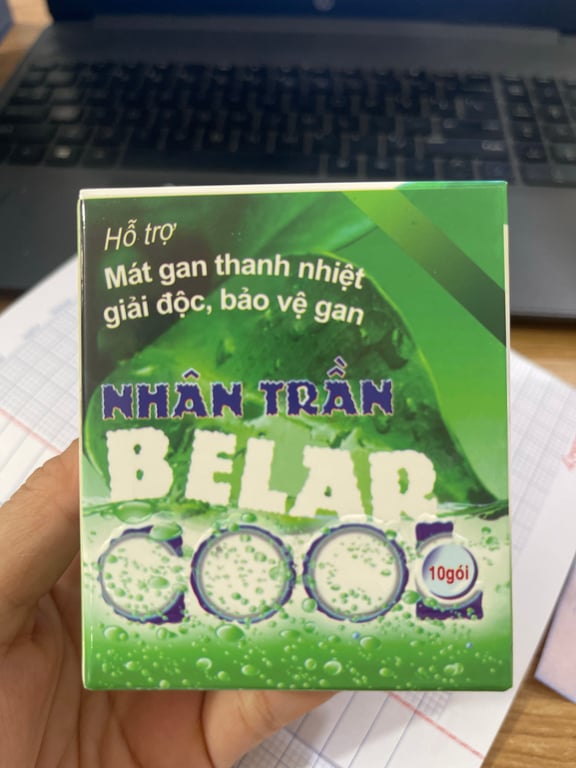 Hỗ trợ
Mát gan thanh nhiệt
giải độc, bảo vệ gan
NHÂN TRẦN
BELAR
COOL
10gói